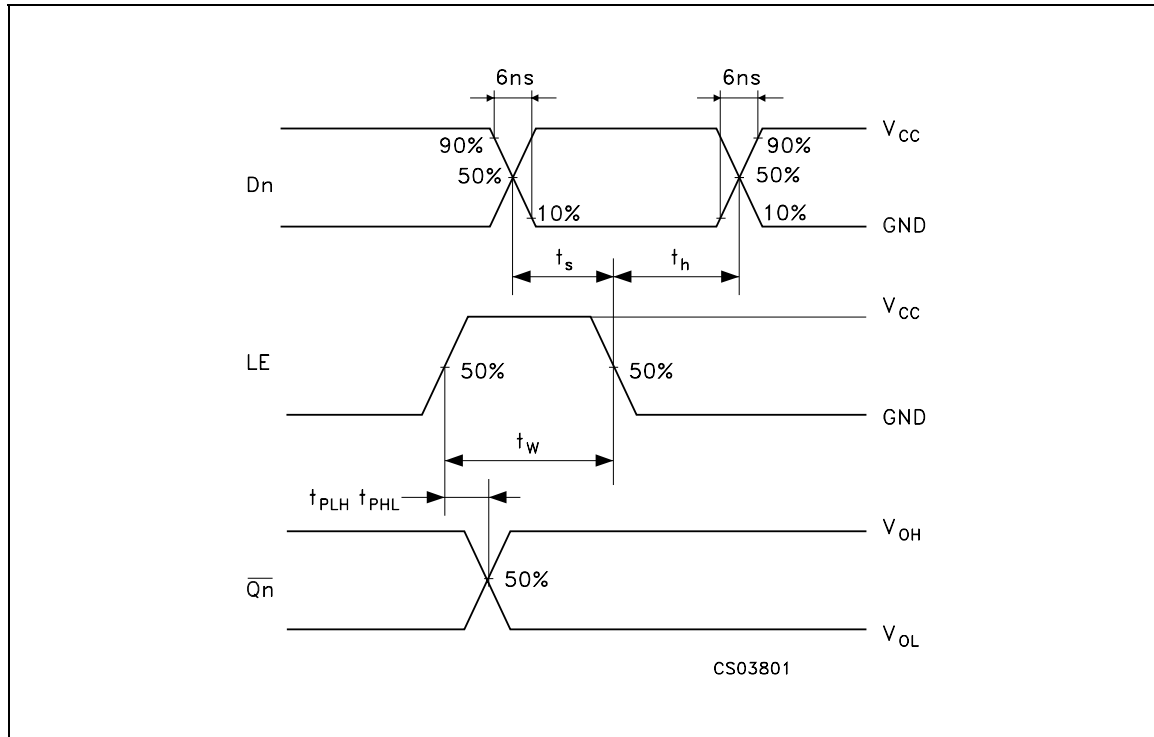 6ns 6ns
V_CC
90% 90%
50% 50%
Dn
10% 10%
GND
t_s t_h
V_CC
LE 50% 50%
GND
t_W
t_PLH t_PHL
V_OH
Q̅n̅ 50%
V_OL
CS03801